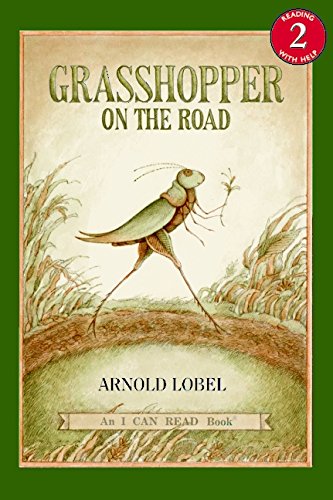 READING
2
WITH HELP
GRASSHOPPER
ON THE ROAD
ARNOLD LOBEL
An I CAN READ Book®